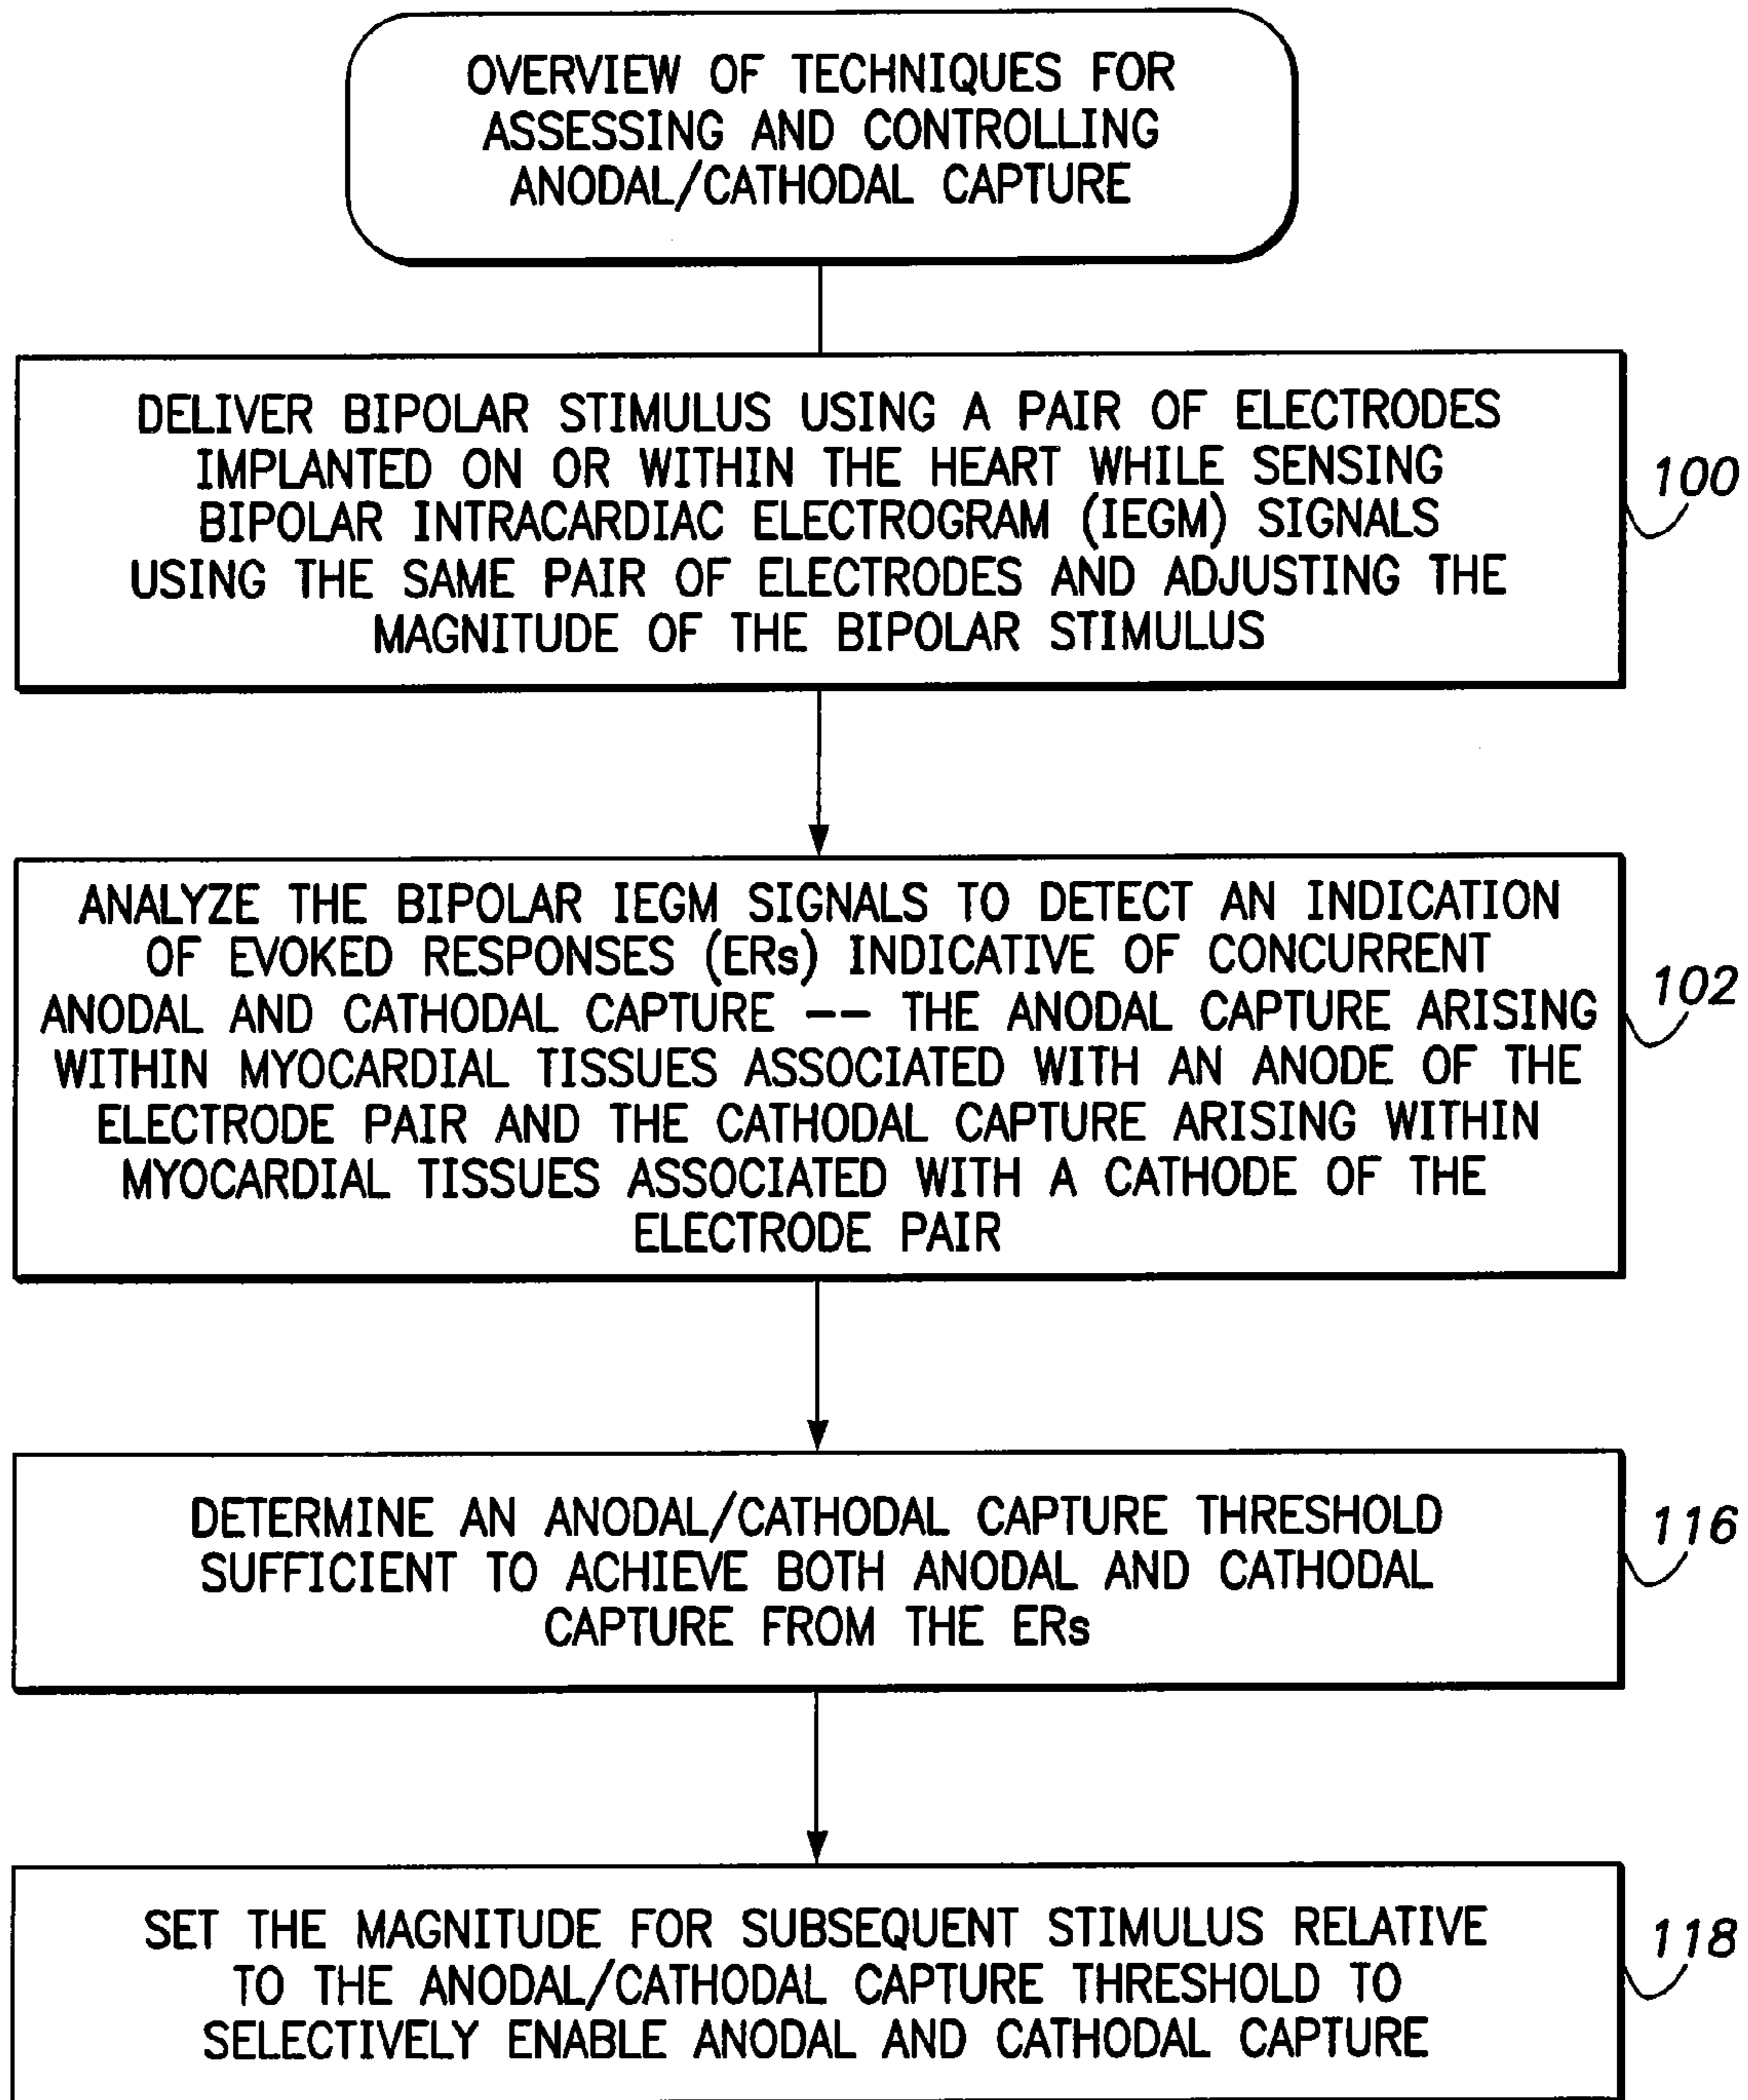 OVERVIEW OF TECHNIQUES FOR
ASSESSING AND CONTROLLING
ANODAL/CATHODAL CAPTURE
DELIVER BIPOLAR STIMULUS USING A PAIR OF ELECTRODES
IMPLANTED ON OR WITHIN THE HEART WHILE SENSING
BIPOLAR INTRACARDIAC ELECTROGRAM (IEGM) SIGNALS
USING THE SAME PAIR OF ELECTRODES AND ADJUSTING THE
MAGNITUDE OF THE BIPOLAR STIMULUS
100
ANALYZE THE BIPOLAR IEGM SIGNALS TO DETECT AN INDICATION
OF EVOKED RESPONSES (ERs) INDICATIVE OF CONCURRENT
ANODAL AND CATHODAL CAPTURE -- THE ANODAL CAPTURE ARISING
WITHIN MYOCARDIAL TISSUES ASSOCIATED WITH AN ANODE OF THE
ELECTRODE PAIR AND THE CATHODAL CAPTURE ARISING WITHIN
MYOCARDIAL TISSUES ASSOCIATED WITH A CATHODE OF THE
ELECTRODE PAIR
102
DETERMINE AN ANODAL/CATHODAL CAPTURE THRESHOLD
SUFFICIENT TO ACHIEVE BOTH ANODAL AND CATHODAL
CAPTURE FROM THE ERs
116
SET THE MAGNITUDE FOR SUBSEQUENT STIMULUS RELATIVE
TO THE ANODAL/CATHODAL CAPTURE THRESHOLD TO
SELECTIVELY ENABLE ANODAL AND CATHODAL CAPTURE
118